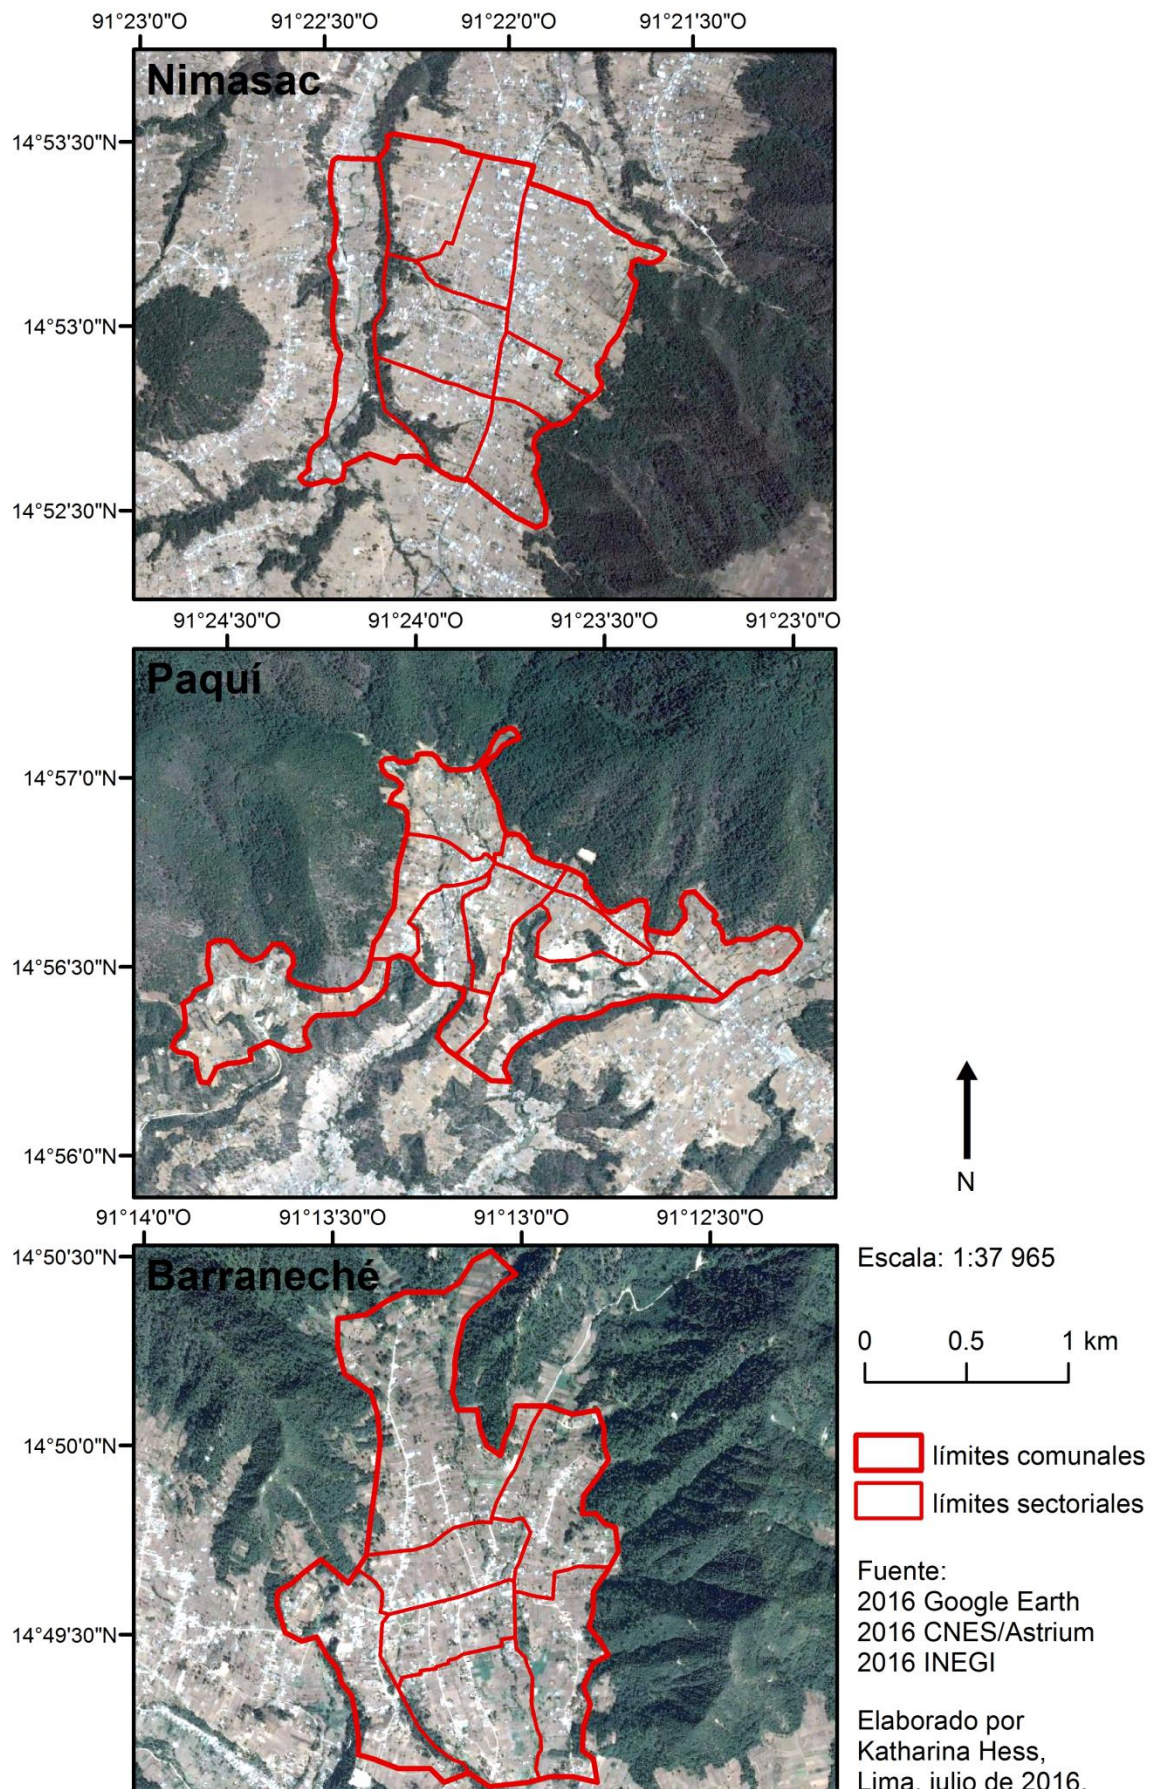 91°23'0"O 91°22'30"O 91°22'0"O 91°21'30"O
Nimasac
14°53'30"N
14°53'0"N
14°52'30"N
91°24'30"O 91°24'0"O 91°23'30"O 91°23'0"O
Paquí
14°57'0"N
14°56'30"N
14°56'0"N
N
91°14'0"O 91°13'30"O 91°13'0"O 91°12'30"O
14°50'30"N
Barraneché
14°50'0"N
14°49'30"N
Escala: 1:37 965
0 0.5 1 km
límites comunales
límites sectoriales
Fuente:
2016 Google Earth
2016 CNES/Astrium
2016 INEGI
Elaborado por
Katharina Hess,
Lima, julio de 2016.